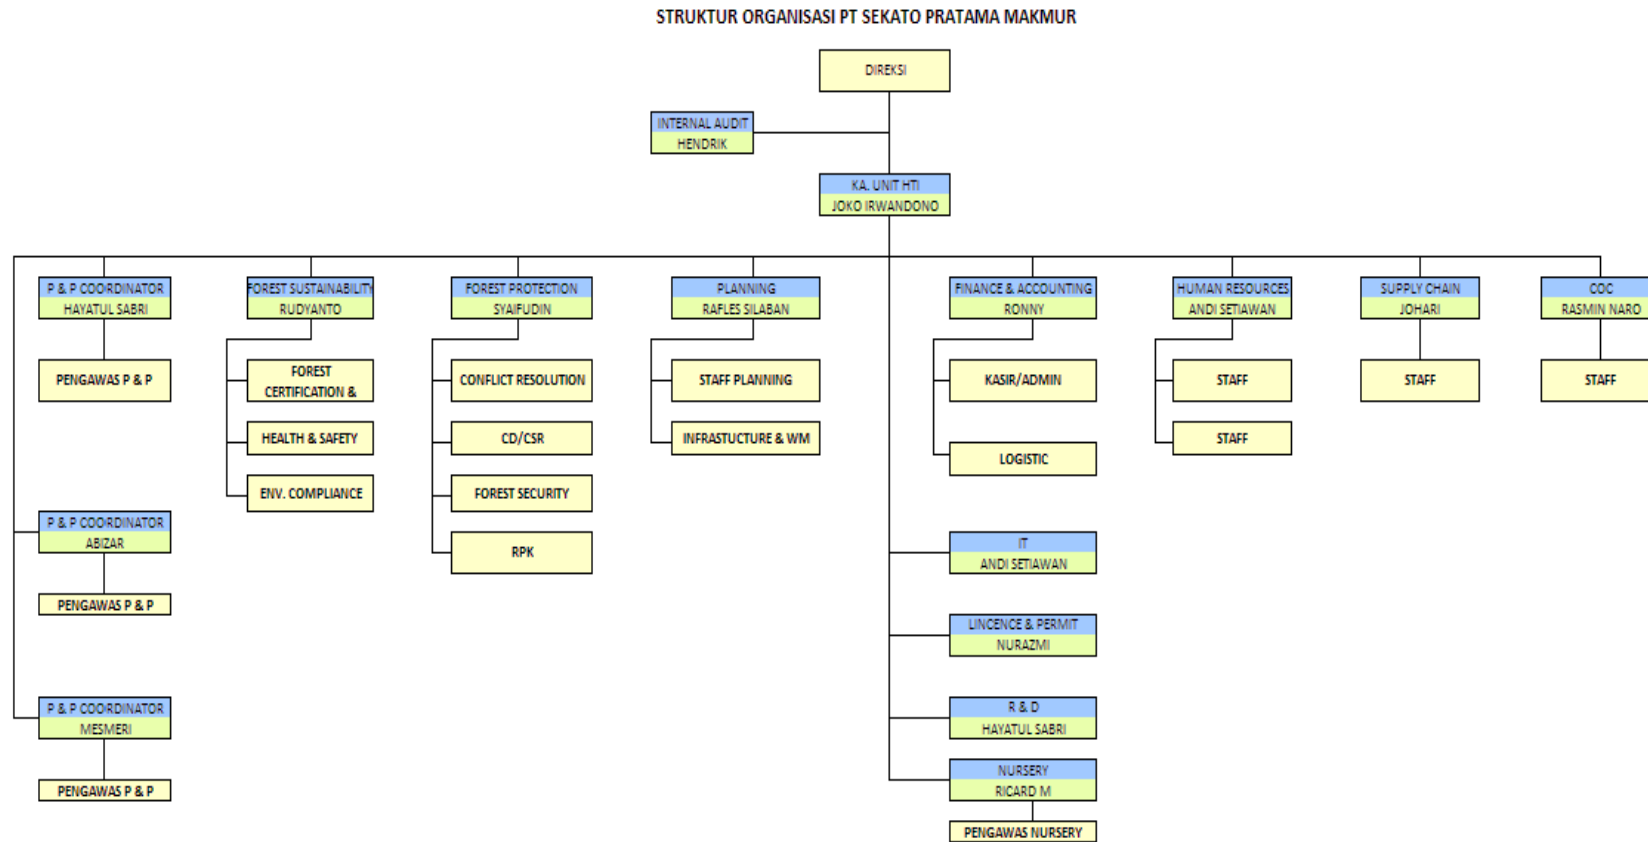 STRUKTUR ORGANISASI PT SEKATO PRATAMA MAKMUR
DIREKSI
INTERNAL AUDIT
HENDRIK
KA. UNIT HTI
JOKO IRWANDONO
P & P COORDINATOR
HAYATUL SABRI
PENGAWAS P & P
FOREST SUSTAINABILITY
RUDYANTO
FOREST
CERTIFICATION &
HEALTH & SAFETY
ENV. COMPLIANCE
FOREST PROTECTION
SYAIFUDIN
CONFLICT RESOLUTION
CD/CSR
FOREST SECURITY
RPK
PLANNING
RAFLES SILABAN
STAFF PLANNING
INFRASTUCTURE & WM
FINANCE & ACCOUNTING
RONNY
KASIR/ADMIN
LOGISTIC
HUMAN RESOURCES
ANDI SETIAWAN
STAFF
STAFF
SUPPLY CHAIN
JOHARI
STAFF
COC
RASMIN NARO
STAFF
P & P COORDINATOR
ABIZAR
PENGAWAS P & P
P & P COORDINATOR
MESMERI
PENGAWAS P & P
IT
ANDI SETIAWAN
LINCENCE & PERMIT
NURAZMI
R & D
HAYATUL SABRI
NURSERY
RICARD M
PENGAWAS NURSERY